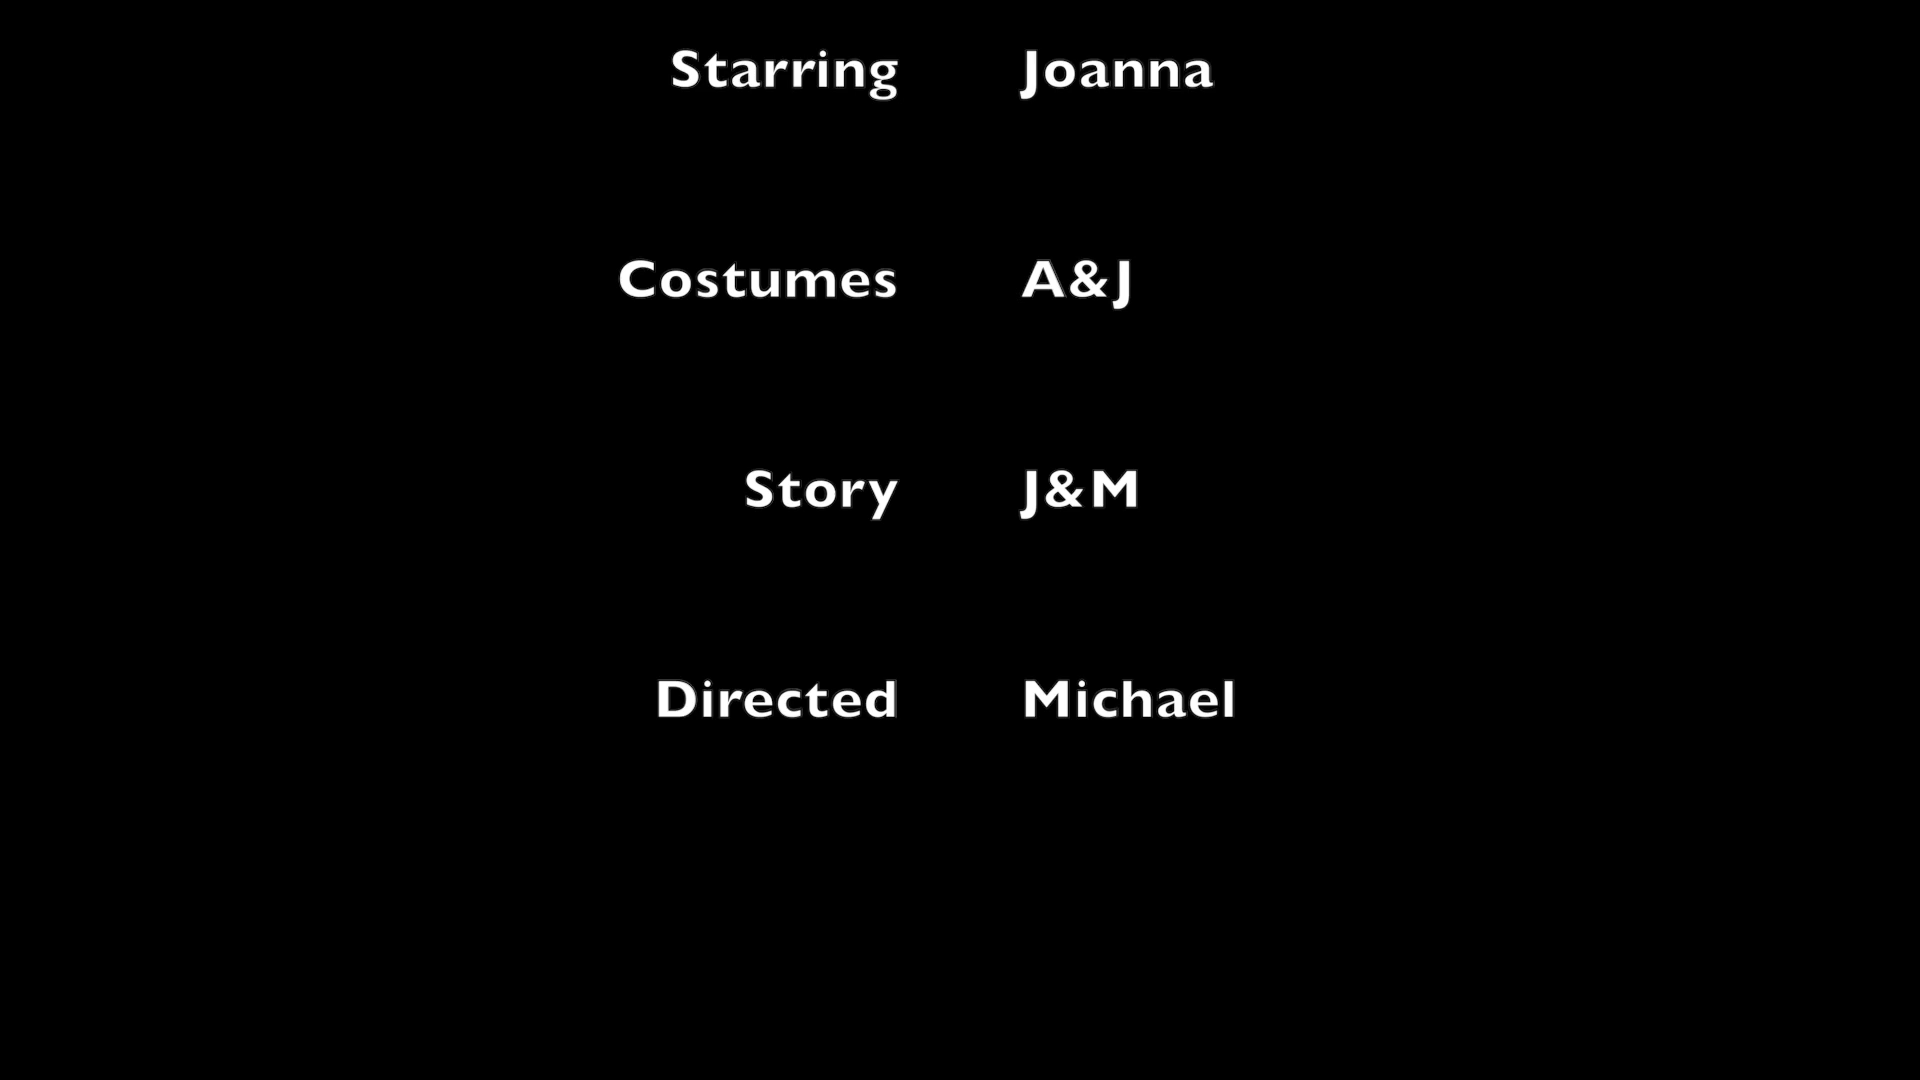 Starring Joanna
Costumes A&J
Story J&M
Directed Michael